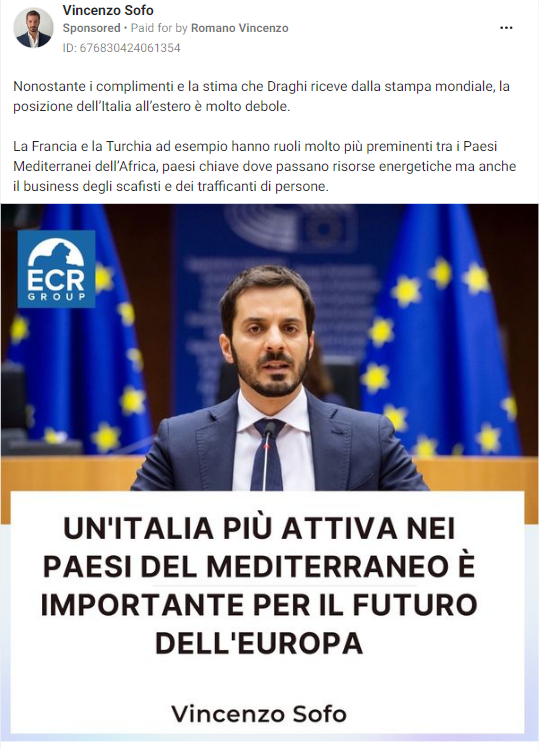 Vincenzo Sofo
Sponsored • Paid for by Romano Vincenzo
ID: 676830424061354
Nonostante i complimenti e la stima che Draghi riceve dalla stampa mondiale, la
posizione dell'Italia all'estero è molto debole.
La Francia e la Turchia ad esempio hanno ruoli molto più preminenti tra i Paesi
Mediterranei dell'Africa, paesi chiave dove passano risorse energetiche ma anche
il business degli scafisti e dei trafficanti di persone.
ECR
GROUP
UN'ITALIA PIÙ ATTIVA NEI
PAESI DEL MEDITERRANEO È
IMPORTANTE PER IL FUTURO
DELL'EUROPA
Vincenzo Sofo